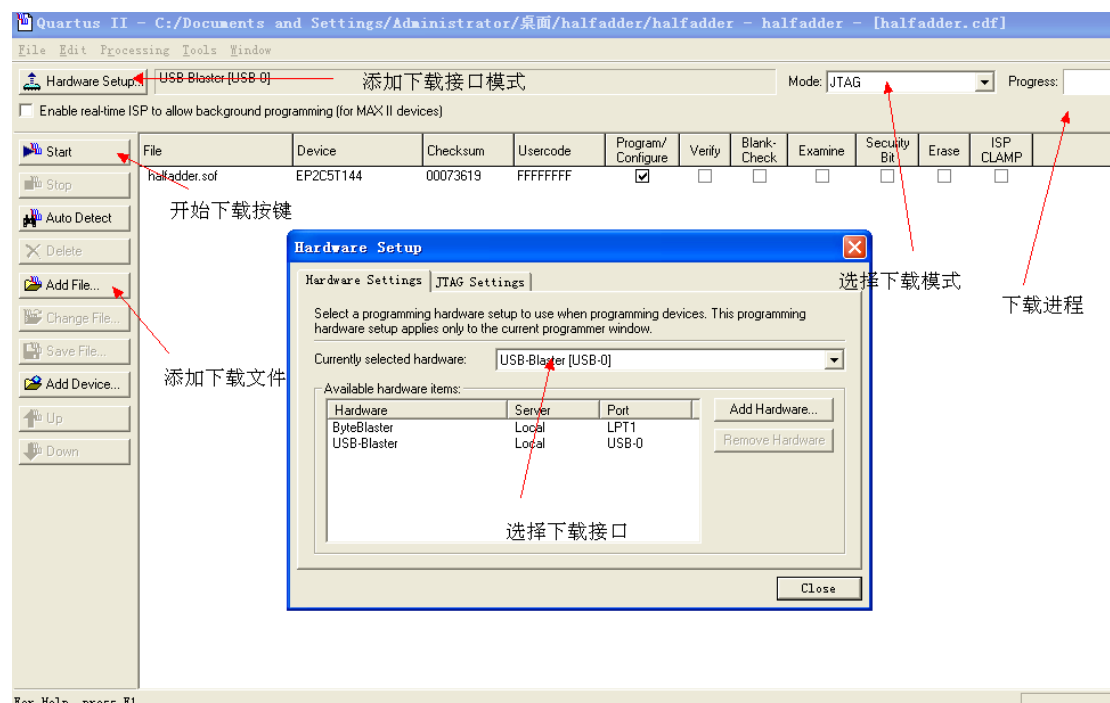 Quartus II - C:/Documents and Settings/Administrator/桌面/halfadder/halfadder - halfadder - [halfadder.cdf]
File Edit Processing Tools Window
Hardware Setup... USB-Blaster [USB-0] 添加下载接口模式 Mode: JTAG Progress:
Enable real-time ISP to allow background programming (for MAX II devices)
Start
Stop
Auto Detect
Delete
Add File...
Change File...
Save File...
Add Device...
Up
Down
File Device Checksum Usercode Program/Configure Verify Blank-Check Examine Security Bit Erase ISP CLAMP
halfadder.sof EP2C5T144 00073619 FFFFFFFF
开始下载按键
添加下载文件
选择下载模式
下载进程
Hardware Setup
Hardware Settings JTAG Settings
Select a programming hardware setup to use when programming devices. This programming
hardware setup applies only to the current programmer window.
Currently selected hardware: USB-Blaster [USB-0]
Available hardware items:
Hardware Server Port
ByteBlaster Local LPT1
USB-Blaster Local USB-0
Add Hardware...
Remove Hardware
选择下载接口
Close
For Help, press F1